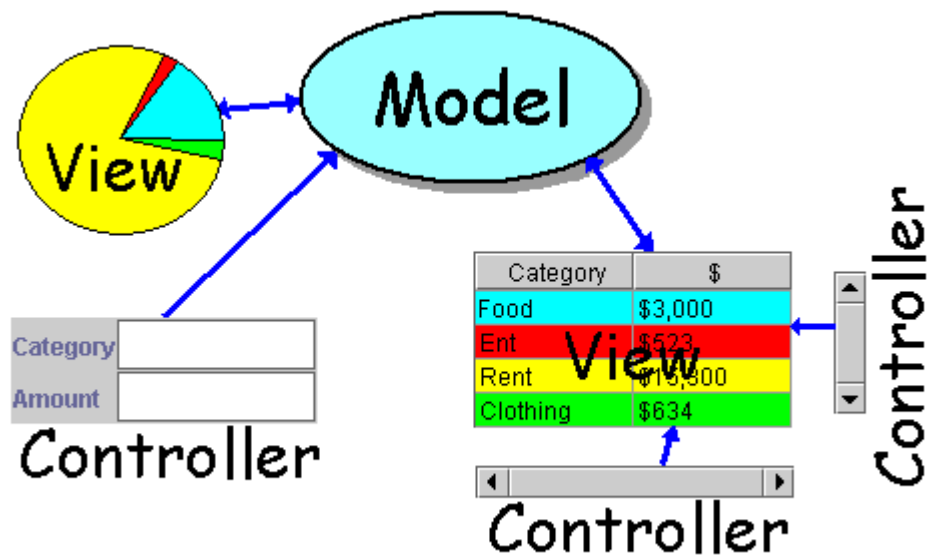 Model
View
Category
Amount
Controller
Category $
Food $3,000
Ent $523
Rent
Clothing $634
View
Controller
Controller